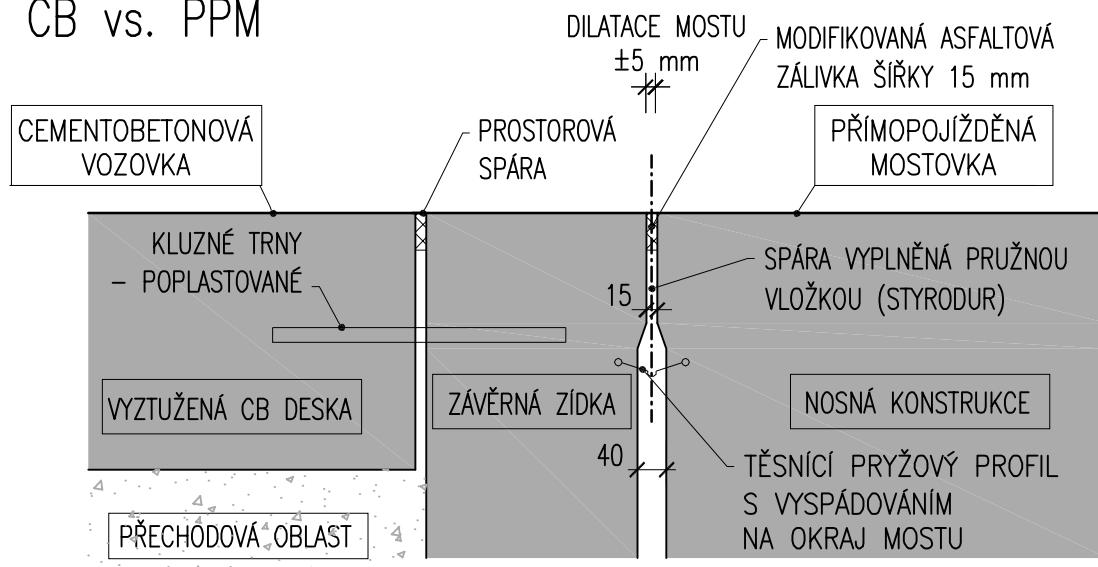 CB vs. PPM
DILATACE MOSTU
±5 mm
MODIFIKOVANÁ ASFALTOVÁ
ZÁLIVKA ŠÍŘKY 15 mm
CEMENTOBETONOVÁ
VOZOVKA
PROSTOROVÁ
SPÁRA
PŘÍMOPOJÍŽDĚNÁ
MOSTOVKA
KLUZNÉ TRNY
– POPLASTOVANÉ
SPÁRA VYPLNĚNÁ PRUŽNOU
VLOŽKOU (STYRODUR)
15
VYZTUŽENÁ CB DESKA
ZÁVĚRNÁ ZÍDKA
NOSNÁ KONSTRUKCE
40
TĚSNÍCÍ PRYŽOVÝ PROFIL
S VYSPÁDOVÁNÍM
NA OKRAJ MOSTU
PŘECHODOVÁ OBLAST